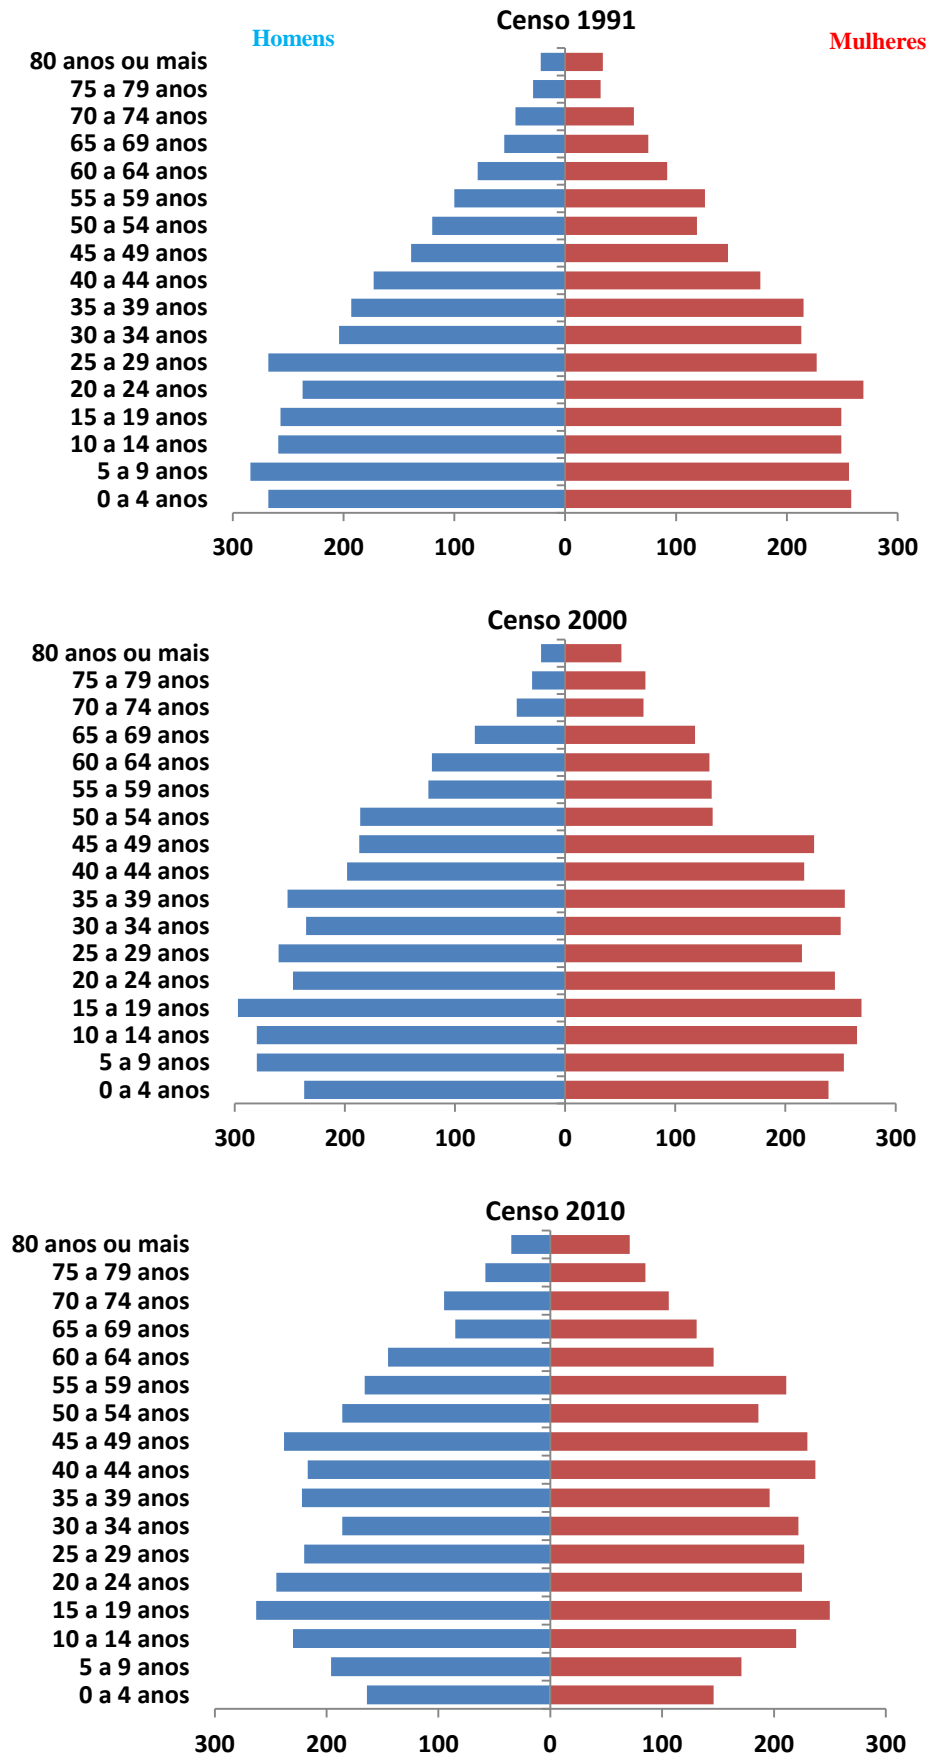 Censo 1991
Homens
Mulheres
80 anos ou mais
75 a 79 anos
70 a 74 anos
65 a 69 anos
60 a 64 anos
55 a 59 anos
50 a 54 anos
45 a 49 anos
40 a 44 anos
35 a 39 anos
30 a 34 anos
25 a 29 anos
20 a 24 anos
15 a 19 anos
10 a 14 anos
5 a 9 anos
0 a 4 anos
300 200 100 0 100 200 300
Censo 2000
80 anos ou mais
75 a 79 anos
70 a 74 anos
65 a 69 anos
60 a 64 anos
55 a 59 anos
50 a 54 anos
45 a 49 anos
40 a 44 anos
35 a 39 anos
30 a 34 anos
25 a 29 anos
20 a 24 anos
15 a 19 anos
10 a 14 anos
5 a 9 anos
0 a 4 anos
300 200 100 0 100 200 300
Censo 2010
80 anos ou mais
75 a 79 anos
70 a 74 anos
65 a 69 anos
60 a 64 anos
55 a 59 anos
50 a 54 anos
45 a 49 anos
40 a 44 anos
35 a 39 anos
30 a 34 anos
25 a 29 anos
20 a 24 anos
15 a 19 anos
10 a 14 anos
5 a 9 anos
0 a 4 anos
300 200 100 0 100 200 300